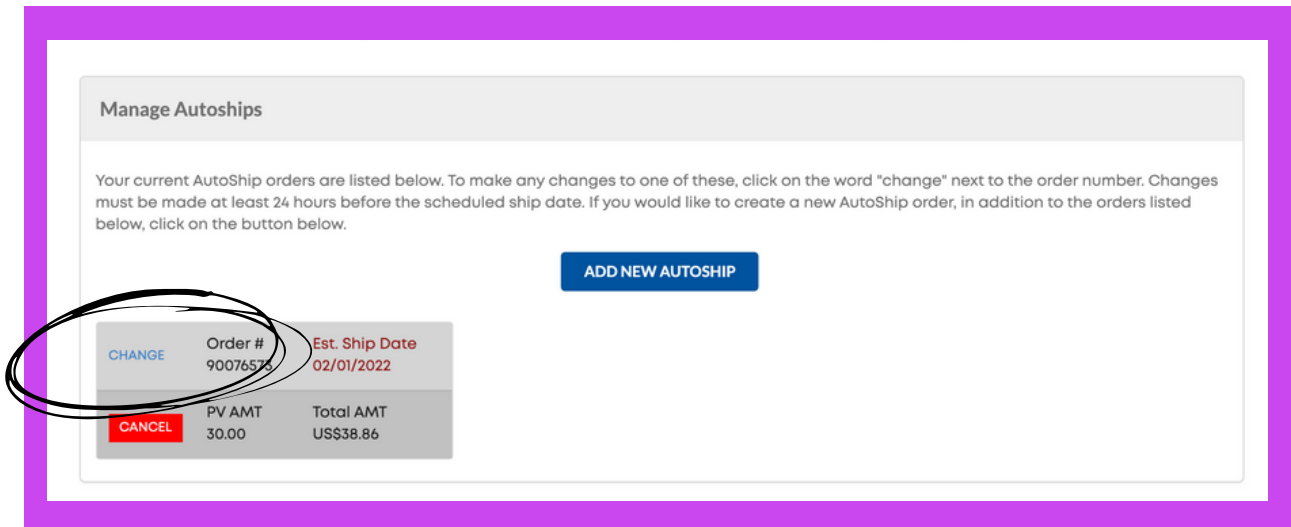 Manage Autoships
Your current AutoShip orders are listed below. To make any changes to one of these, click on the word "change" next to the order number. Changes
must be made at least 24 hours before the scheduled ship date. If you would like to create a new AutoShip order, in addition to the orders listed
below, click on the button below.
ADD NEW AUTOSHIP
CHANGE
Order #
90076573
Est. Ship Date
02/01/2022
CANCEL
PV AMT
30.00
Total AMT
US$38.86